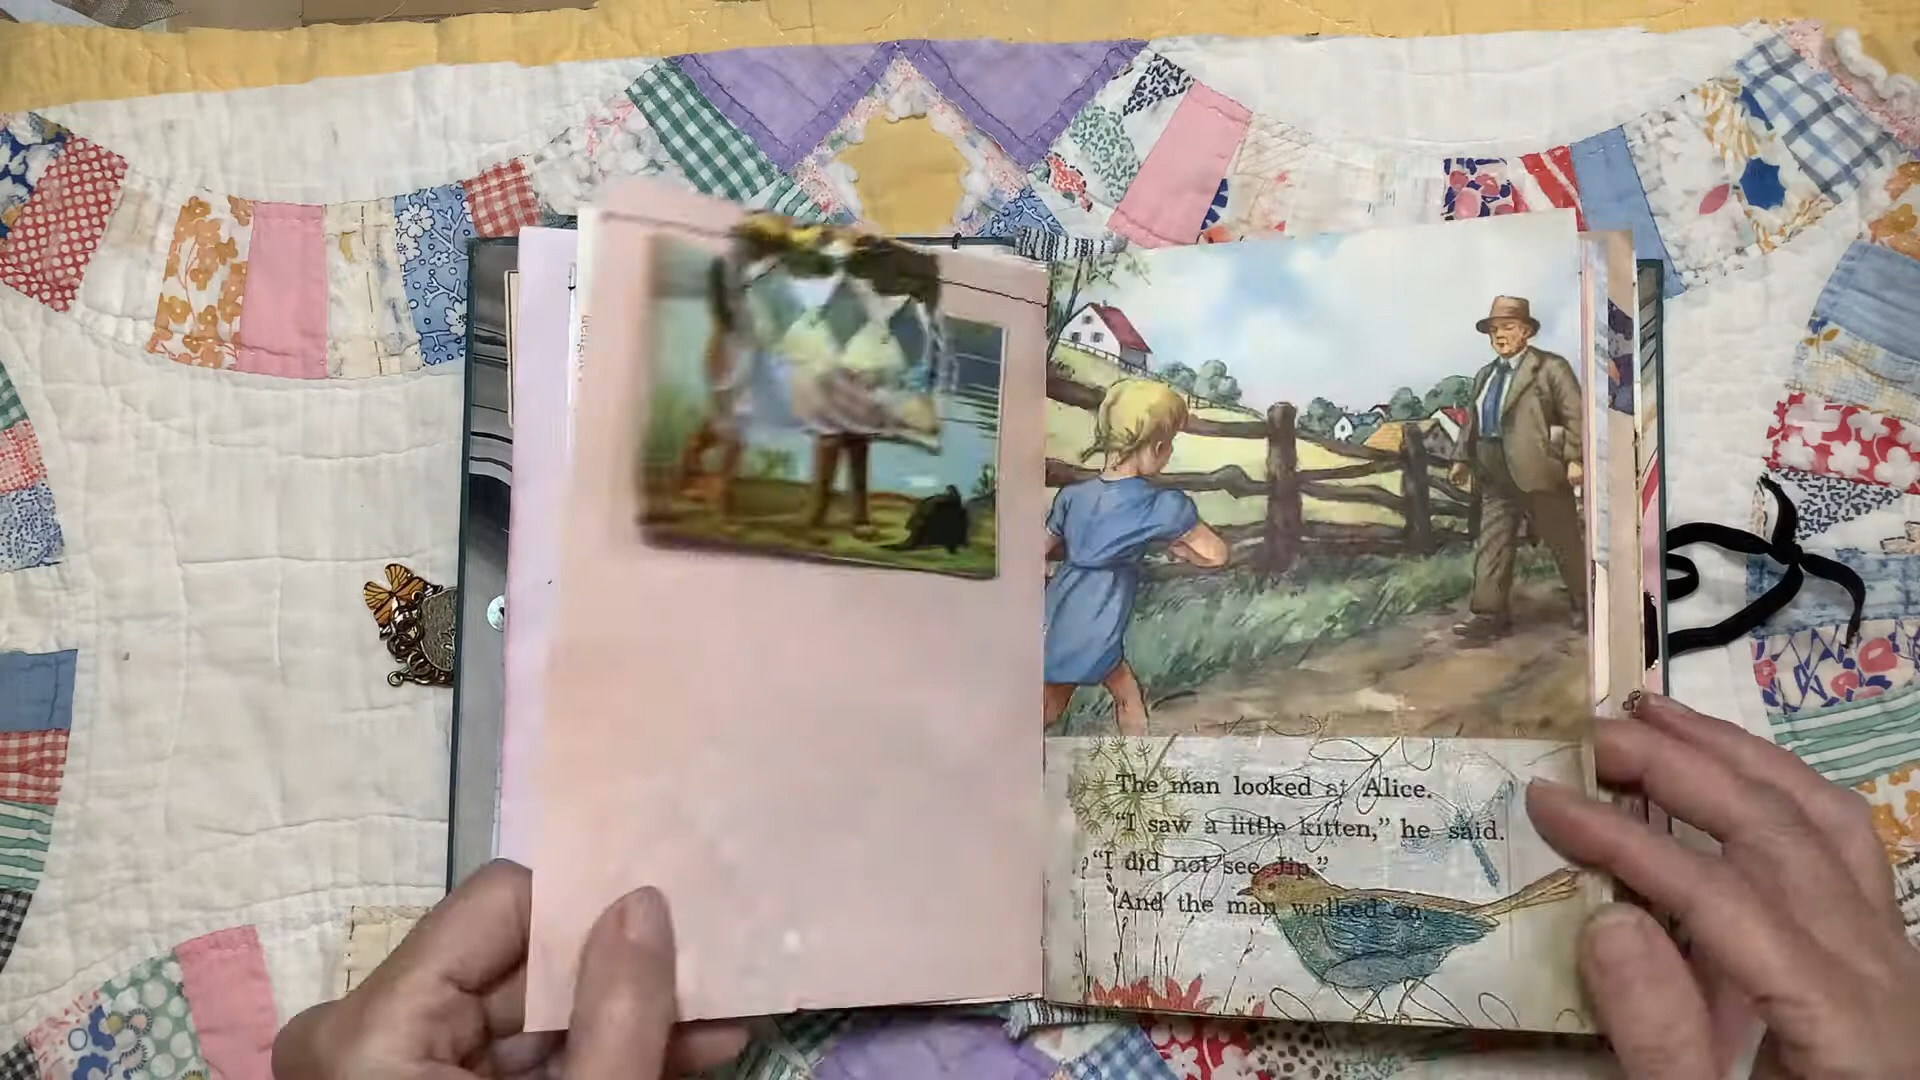 The man looked at Alice.
"I saw a little kitten," he said.
"I did not see Jip."
And the man walked on.